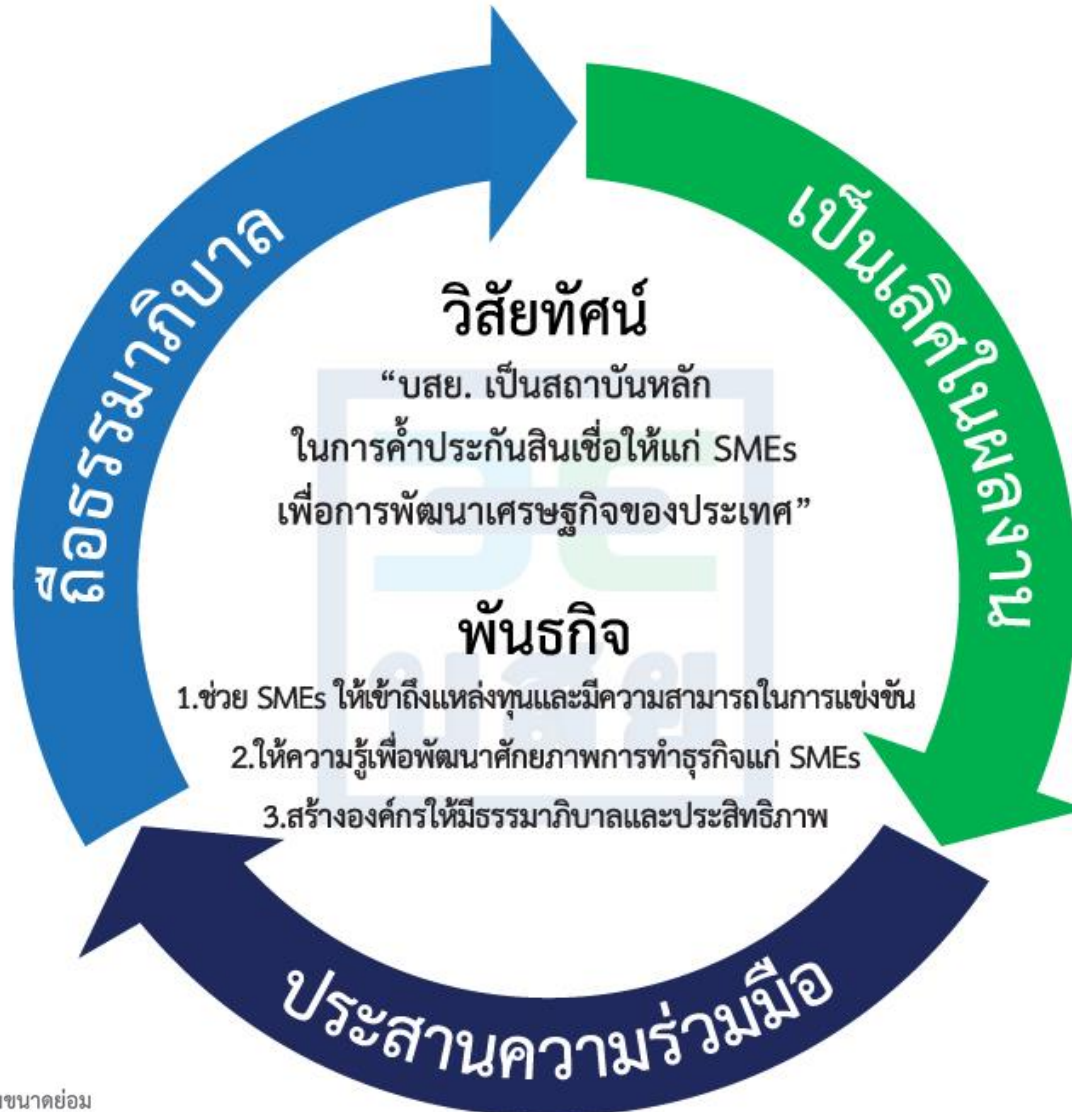 ถือธรรมาภิบาล
เป็นเลิศในผลงาน
วิสัยทัศน์
“บสย. เป็นสถาบันหลัก
ในการค้ำประกันสินเชื่อให้แก่ SMEs
เพื่อการพัฒนาเศรษฐกิจของประเทศ”
พันธกิจ
บสย
1.ช่วย SMEs ให้เข้าถึงแหล่งทุนและมีความสามารถในการแข่งขัน
2.ให้ความรู้เพื่อพัฒนาศักยภาพการทำธุรกิจแก่ SMEs
3.สร้างองค์กรให้มีธรรมาภิบาลและประสิทธิภาพ
ประสานความร่วมมือ
ขนาดย่อม